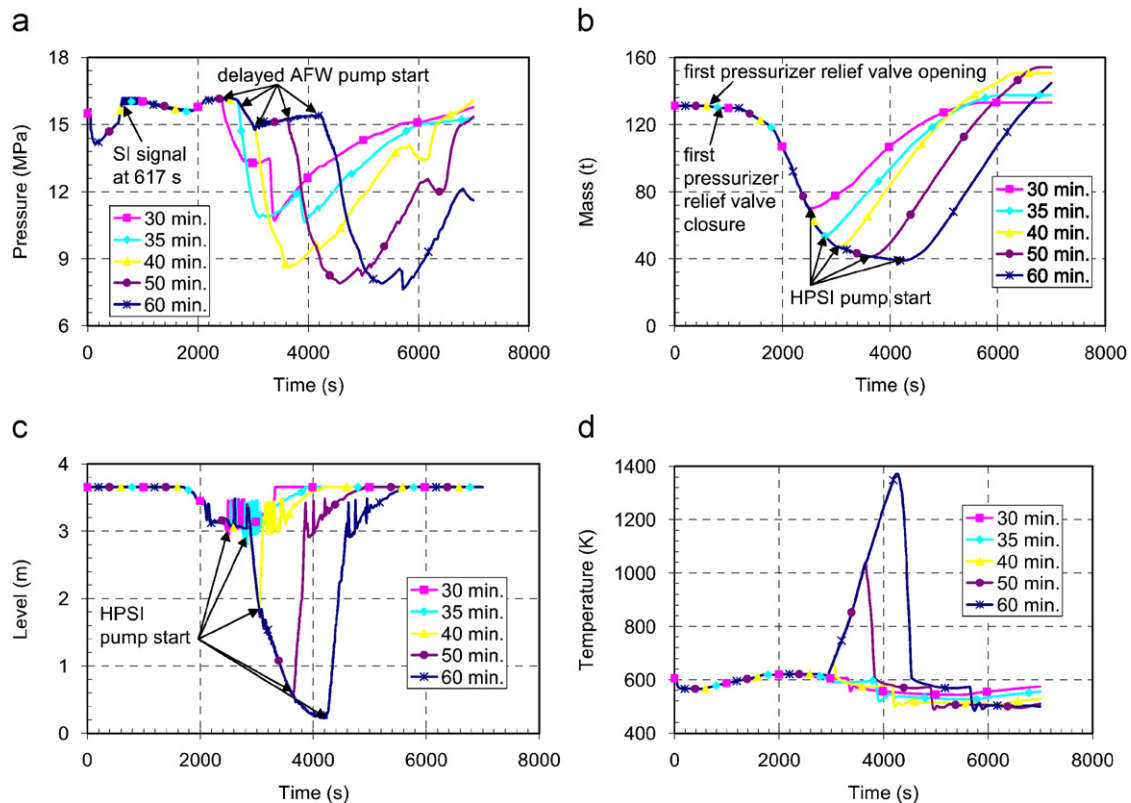 a
18
15
12
9
6
Pressure (MPa)
delayed AFW pump start
SI signal
at 617 s
30 min.
35 min.
40 min.
50 min.
60 min.
0 2000 4000 6000 8000
Time (s)
b
160
120
80
40
0
Mass (t)
first pressurizer relief valve opening
first
pressurizer
relief valve
closure
HPSI pump start
30 min.
35 min.
40 min.
50 min.
60 min.
0 2000 4000 6000 8000
Time (s)
c
4
3
2
1
0
Level (m)
HPSI
pump start
30 min.
35 min.
40 min.
50 min.
60 min.
0 2000 4000 6000 8000
Time (s)
d
1400
1200
1000
800
600
400
Temperature (K)
30 min.
35 min.
40 min.
50 min.
60 min.
0 2000 4000 6000 8000
Time (s)